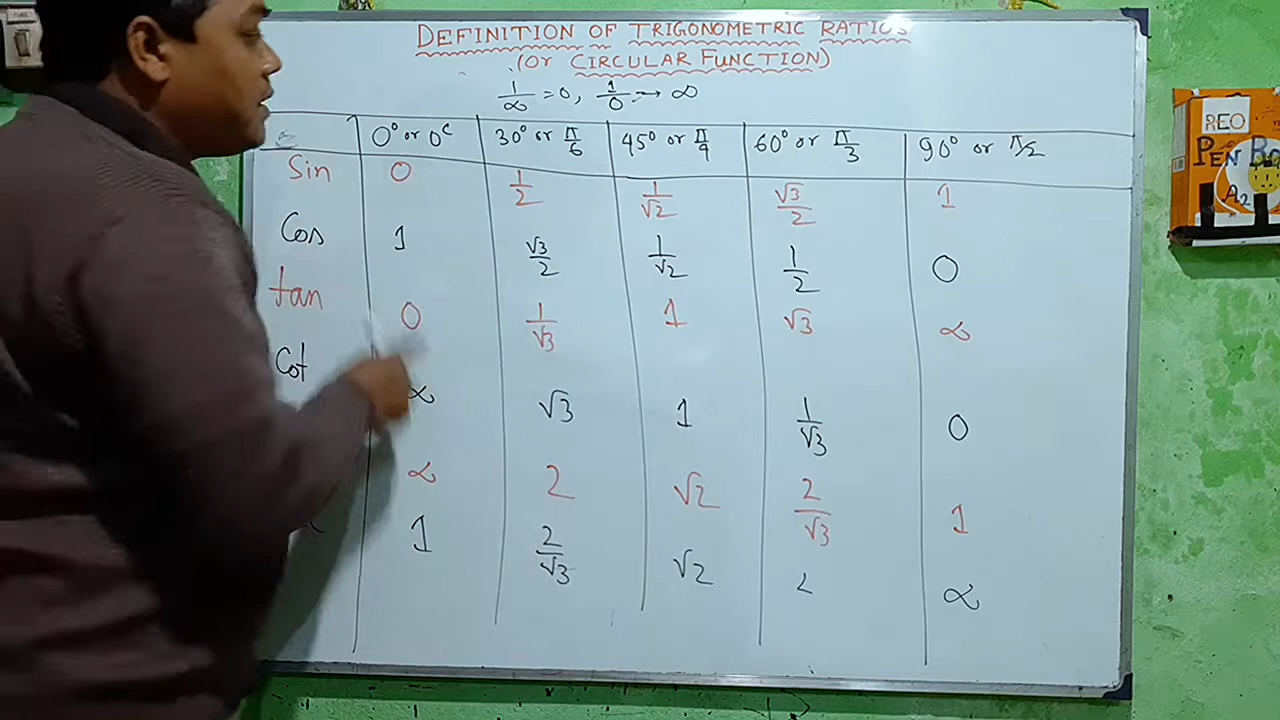 DEFINITION OF TRIGONOMETRIC RATIOS
(Or CIRCULAR FUNCTION)
1/∞ = 0, 1/0 → ∞
0° or 0ᶜ 30° or π/6 45° or π/4 60° or π/3 90° or π/2
Sin 0 1/2 1/√2 √3/2 1
Cos 1 √3/2 1/√2 1/2 0
tan 0 1/√3 1 √3 ∝
Cot ∝ √3 1 1/√3 0
∝ 2 √2 2/√3 1
1 2/√3 √2 ∝
REO
PEN
A2